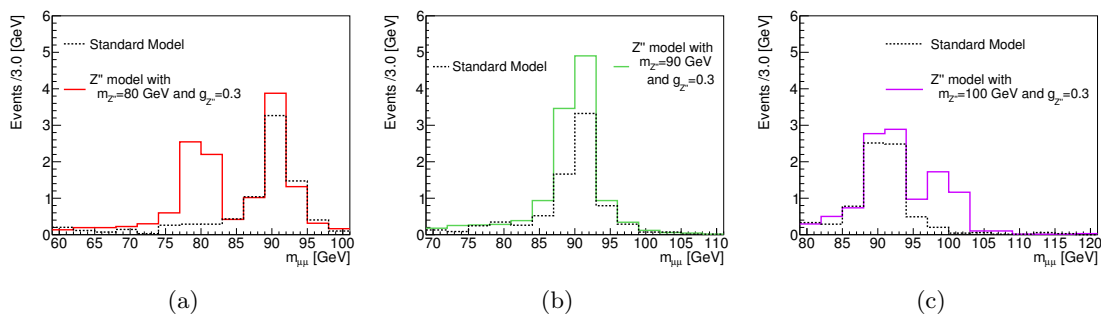 Events /3.0 [GeV]
6
5
4
3
2
1
0
Standard Model
Z" model with
m_Z"=80 GeV and g_Z"=0.3
60 65 70 75 80 85 90 95 100
m_μμ [GeV]
(a)
Events /3.0 [GeV]
6
5
4
3
2
1
0
Standard Model
Z" model with
m_Z"=90 GeV
and g_Z"=0.3
70 75 80 85 90 95 100 105 110
m_μμ [GeV]
(b)
Events /3.0 [GeV]
6
5
4
3
2
1
0
Standard Model
Z" model with
m_Z"=100 GeV and g_Z"=0.3
80 85 90 95 100 105 110 115 120
m_μμ [GeV]
(c)